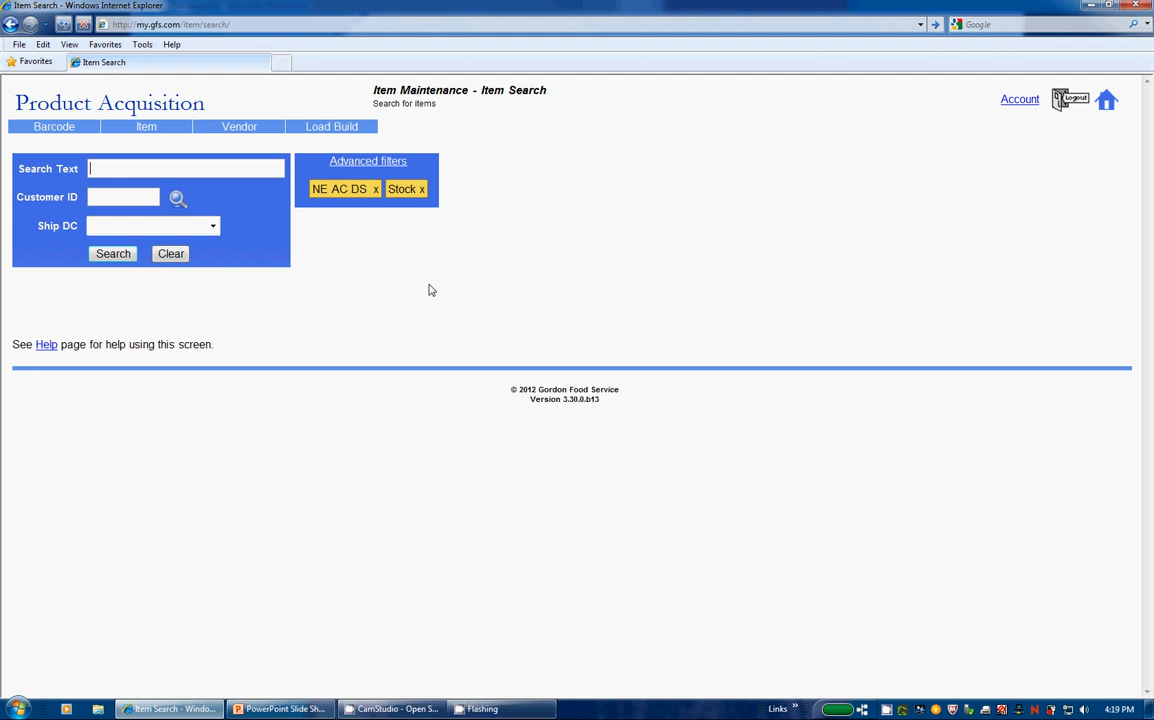 Item Search - Windows Internet Explorer
http://my.gfs.com/item/search/
Google
File Edit View Favorites Tools Help
Favorites Item Search
Product Acquisition
Item Maintenance - Item Search
Search for items
Account Logout
Barcode Item Vendor Load Build
Search Text
Customer ID
Ship DC
Search Clear
Advanced filters
NE AC DS x Stock x
See Help page for help using this screen.
© 2012 Gordon Food Service
Version 3.30.0.b13
Item Search - Windo... PowerPoint Slide Sh... CamStudio - Open S... Flashing Links » 4:19 PM